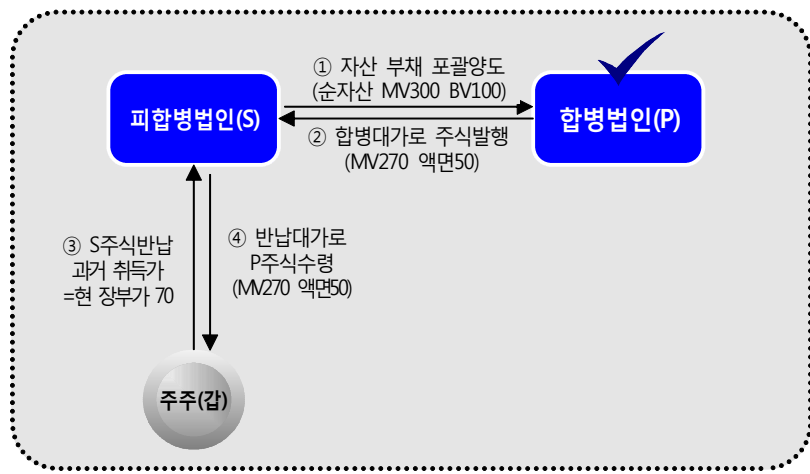 ① 자산 부채 포괄양도
(순자산 MV300 BV100)
피합병법인(S)
합병법인(P)
② 합병대가로 주식발행
(MV270 액면50)
③ S주식반납
과거 취득가
=현 장부가 70
④ 반납대가로
P주식수령
(MV270 액면50)
주주(갑)